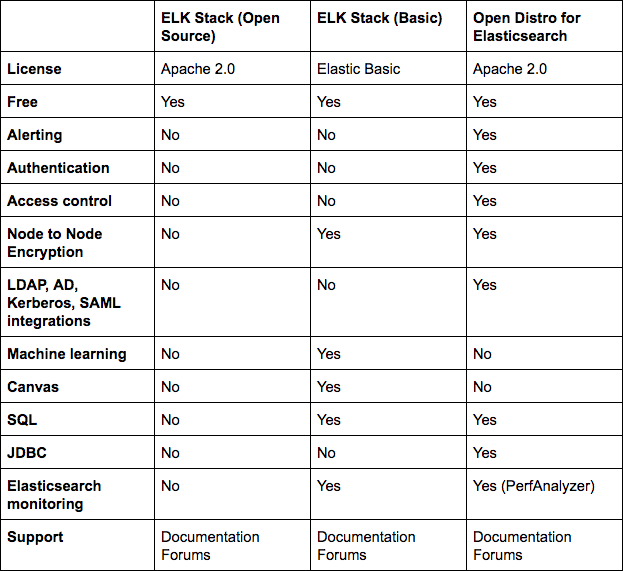 ELK Stack (Open Source) ELK Stack (Basic) Open Distro for Elasticsearch
License Apache 2.0 Elastic Basic Apache 2.0
Free Yes Yes Yes
Alerting No No Yes
Authentication No No Yes
Access control No No Yes
Node to Node Encryption No Yes Yes
LDAP, AD, Kerberos, SAML integrations No No Yes
Machine learning No Yes No
Canvas No Yes No
SQL No Yes Yes
JDBC No No Yes
Elasticsearch monitoring No Yes Yes (PerfAnalyzer)
Support Documentation Forums Documentation Forums Documentation Forums